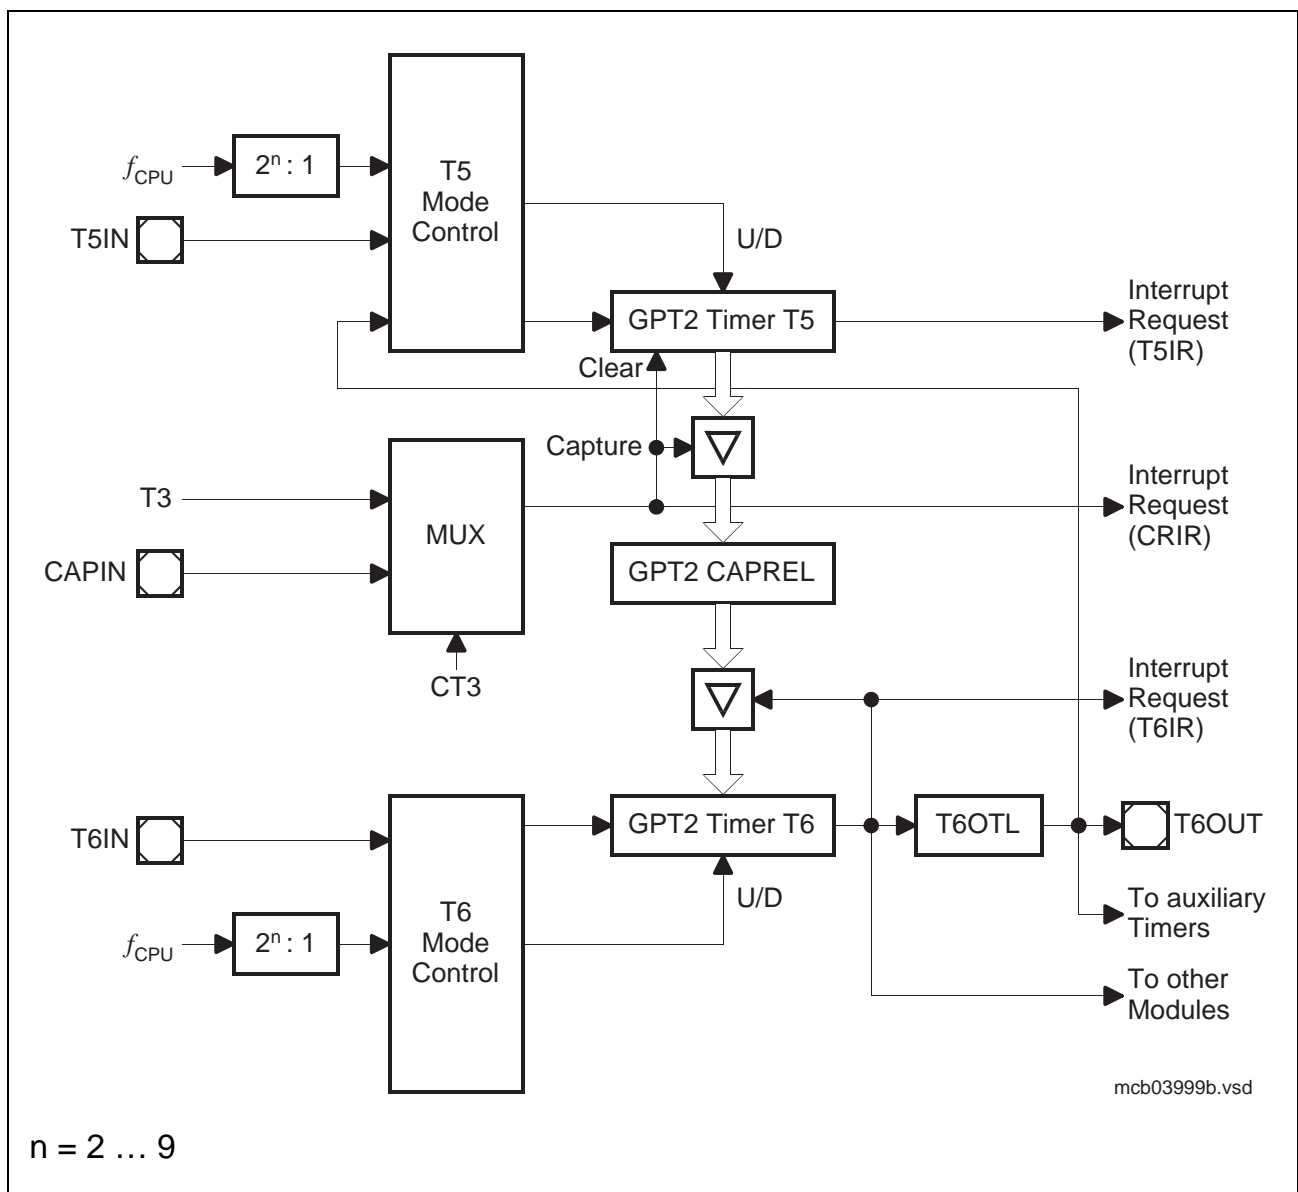 f CPU
2ⁿ : 1
T5IN
T5
Mode
Control
U/D
GPT2 Timer T5
Interrupt
Request
(T5IR)
Clear
Capture
T3
CAPIN
MUX
CT3
Interrupt
Request
(CRIR)
GPT2 CAPREL
Interrupt
Request
(T6IR)
T6IN
f CPU
2ⁿ : 1
T6
Mode
Control
GPT2 Timer T6
U/D
T6OTL
T6OUT
To auxiliary
Timers
To other
Modules
mcb03999b.vsd
n = 2 … 9